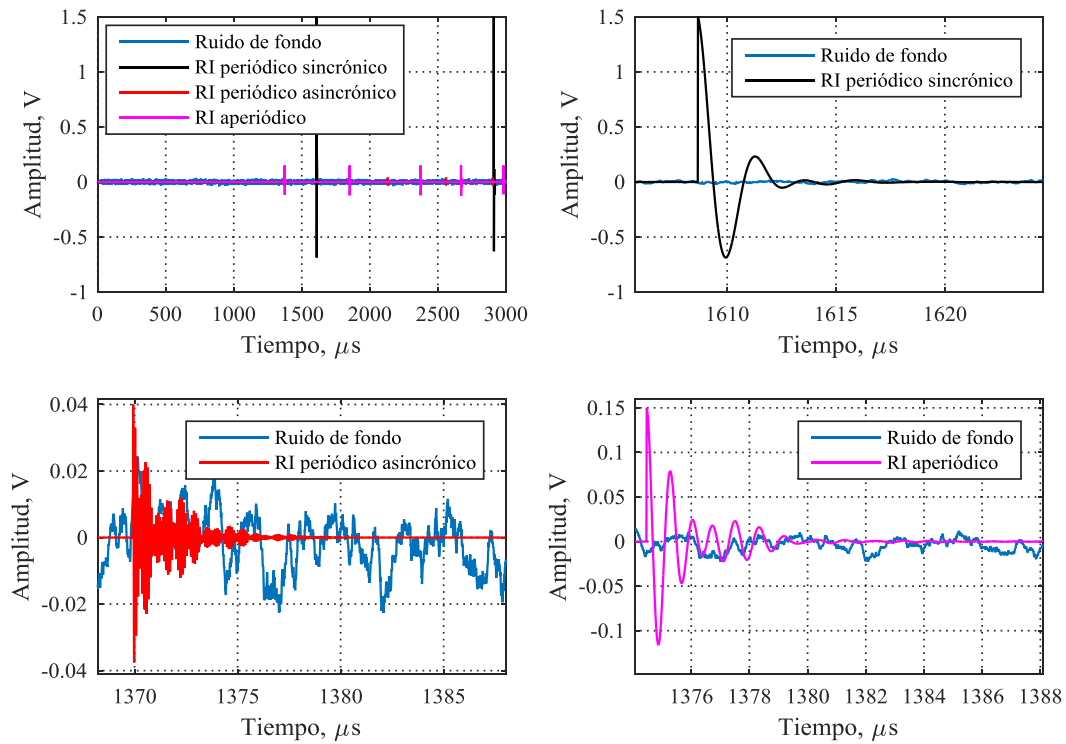 1.5
1
0.5
0
-0.5
-1
Amplitud, V
Ruido de fondo
RI periódico sincrónico
RI periódico asincrónico
RI aperiódico
0
500
1000
1500
2000
2500
3000
Tiempo, μs
1.5
1
0.5
0
-0.5
-1
Amplitud, V
Ruido de fondo
RI periódico sincrónico
1610
1615
1620
Tiempo, μs
0.04
0.02
0
-0.02
-0.04
Amplitud, V
Ruido de fondo
RI periódico asincrónico
1370
1375
1380
1385
Tiempo, μs
0.15
0.1
0.05
0
-0.05
-0.1
Amplitud, V
Ruido de fondo
RI aperiódico
1376
1378
1380
1382
1384
1386
1388
Tiempo, μs